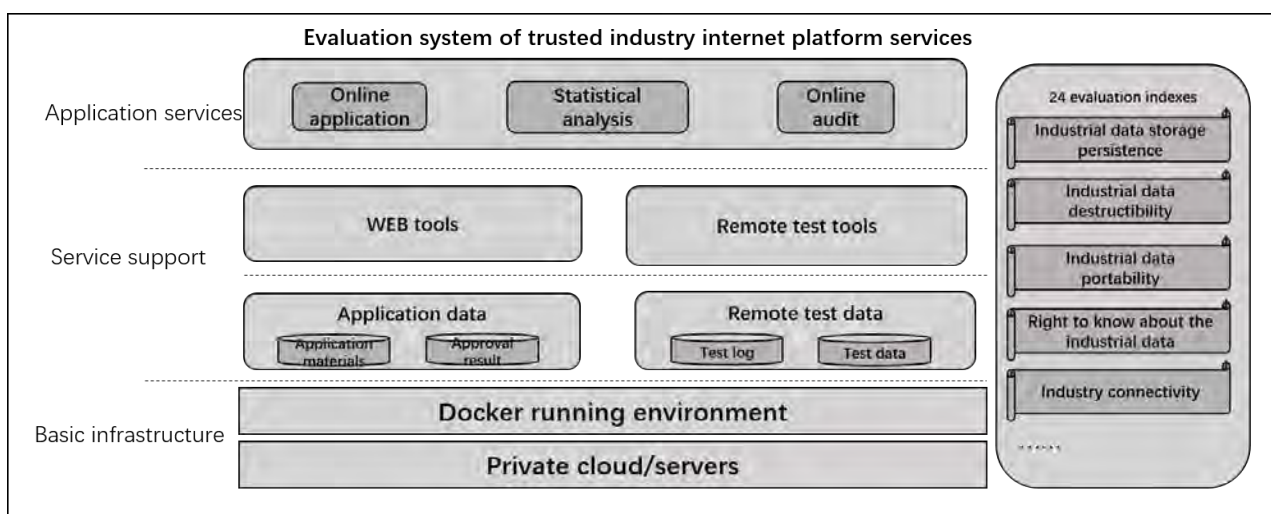 Evaluation system of trusted industry internet platform services
Application services
Online
application
Statistical
analysis
Online
audit
Service support
WEB tools
Remote test tools
Application data
Application
materials
Approval
result
Remote test data
Test log
Test data
Basic infrastructure
Docker running environment
Private cloud/servers
24 evaluation indexes
Industrial data storage
persistence
Industrial data
destructibility
Industrial data
portability
Right to know about the
industrial data
Industry connectivity
......